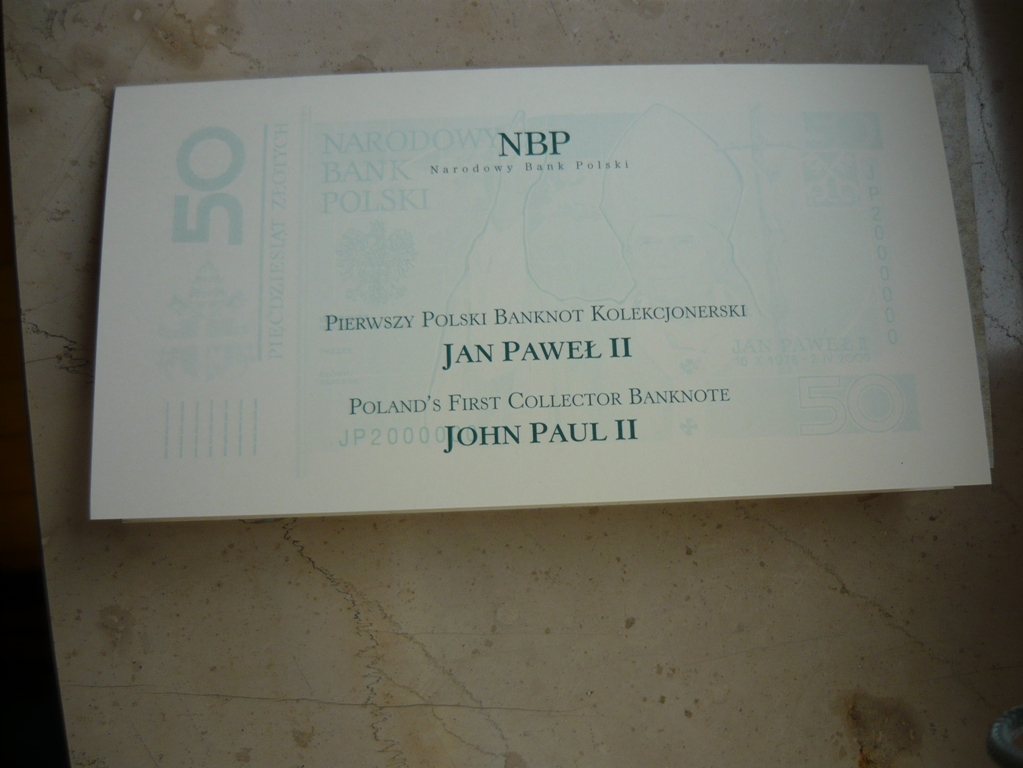 NBP
Narodowy Bank Polski
PIERWSZY POLSKI BANKNOT KOLEKCJONERSKI
JAN PAWEŁ II
POLAND'S FIRST COLLECTOR BANKNOTE
JOHN PAUL II
50
PIĘĆDZIESIĄT ZŁOTYCH
NARODOWY
BANK
POLSKI
JP2000000
JAN PAWEŁ II
50
JP20000